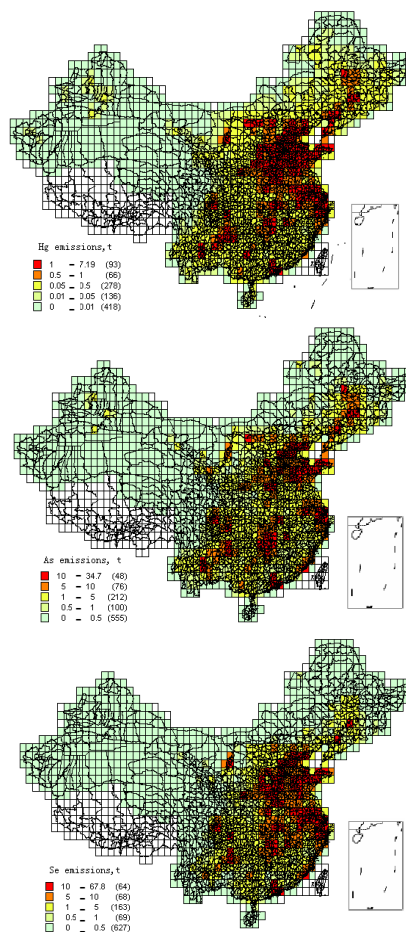 Hg emissions,t
1 – 7.19 (93)
0.5 – 1 (66)
0.05 – 0.5 (278)
0.01 – 0.05 (136)
0 – 0.01 (418)
As emissions, t
10 – 34.7 (48)
5 – 10 (76)
1 – 5 (212)
0.5 – 1 (100)
0 – 0.5 (555)
Se emissions,t
10 – 67.8 (64)
5 – 10 (68)
1 – 5 (163)
0.5 – 1 (69)
0 – 0.5 (627)